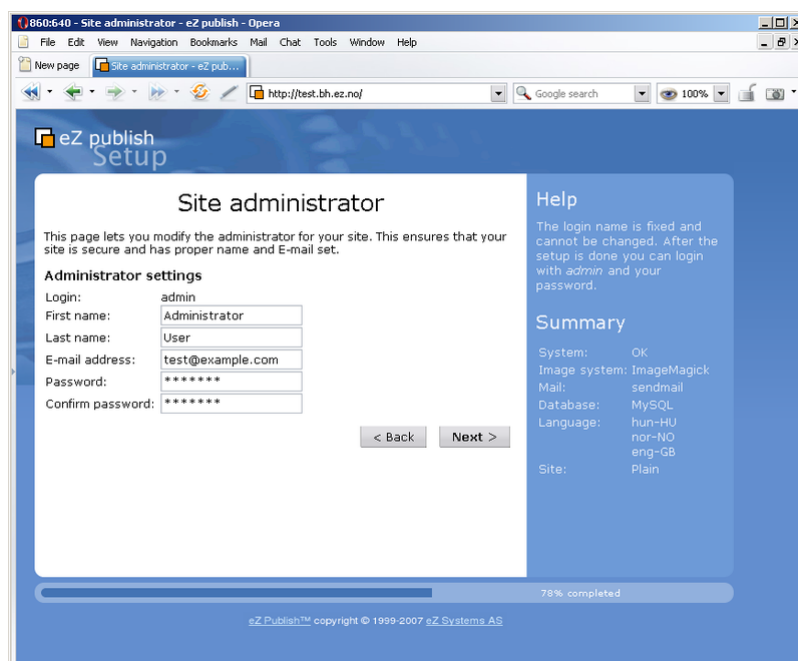 860:640 - Site administrator - eZ publish - Opera
File Edit View Navigation Bookmarks Mail Chat Tools Window Help
New page Site administrator - eZ pub...
http://test.bh.ez.no/ Google search 100%
eZ publish
Setup
Site administrator
This page lets you modify the administrator for your site. This ensures that your
site is secure and has proper name and E-mail set.
Administrator settings
Login: admin
First name: Administrator
Last name: User
E-mail address: test@example.com
Password: *******
Confirm password: *******
< Back Next >
Help
The login name is fixed and
cannot be changed. After the
setup is done you can login
with admin and your
password.
Summary
System: OK
Image system: ImageMagick
Mail: sendmail
Database: MySQL
Language: hun-HU
nor-NO
eng-GB
Site: Plain
78% completed
eZ Publish™ copyright © 1999-2007 eZ Systems AS